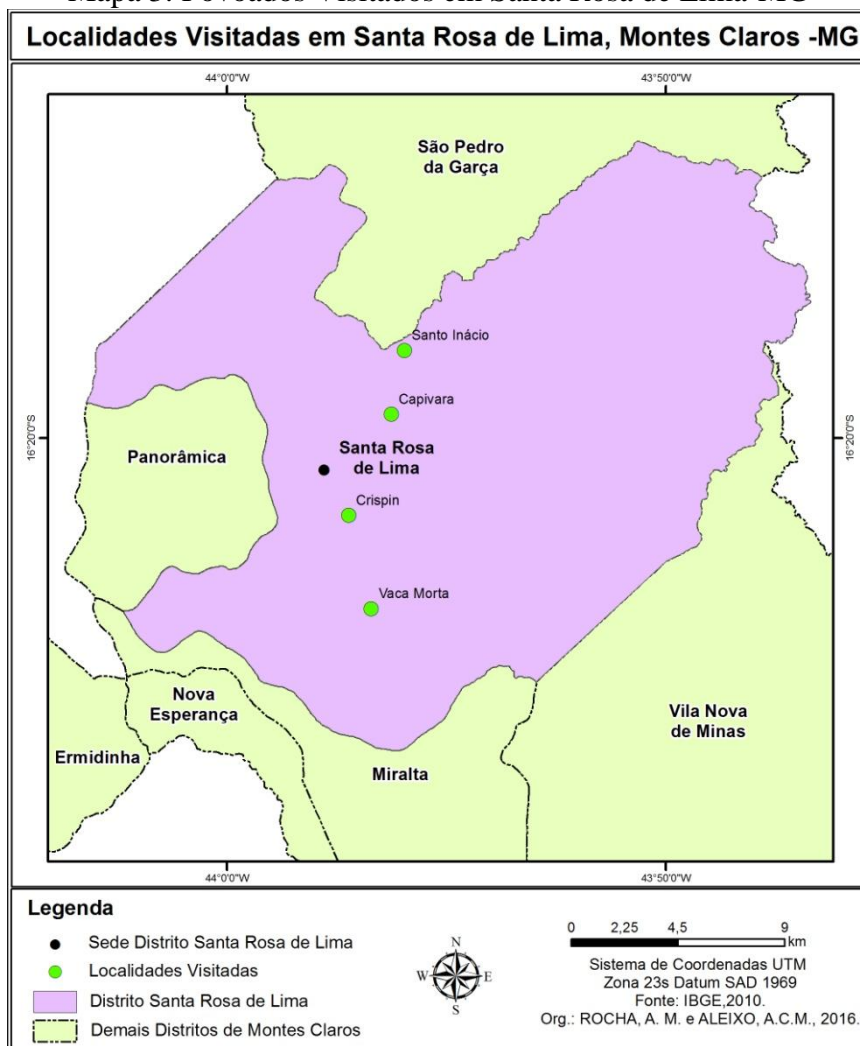 Mapa 3: Povoados Visitados em Santa Rosa de Lima-MG
Localidades Visitadas em Santa Rosa de Lima, Montes Claros -MG
44°0'0"W
43°50'0"W
São Pedro
da Garça
Santo Inácio
Capivara
16°20'0"S
16°20'0"S
Panorâmica
Santa Rosa
de Lima
Crispin
Vaca Morta
Nova
Esperança
Vila Nova
de Minas
Ermidinha
Miralta
44°0'0"W
43°50'0"W
Legenda
Sede Distrito Santa Rosa de Lima
Localidades Visitadas
Distrito Santa Rosa de Lima
Demais Distritos de Montes Claros
N
W
E
S
0 2,25 4,5 9
km
Sistema de Coordenadas UTM
Zona 23s Datum SAD 1969
Fonte: IBGE,2010.
Org.: ROCHA, A. M. e ALEIXO, A.C.M., 2016.